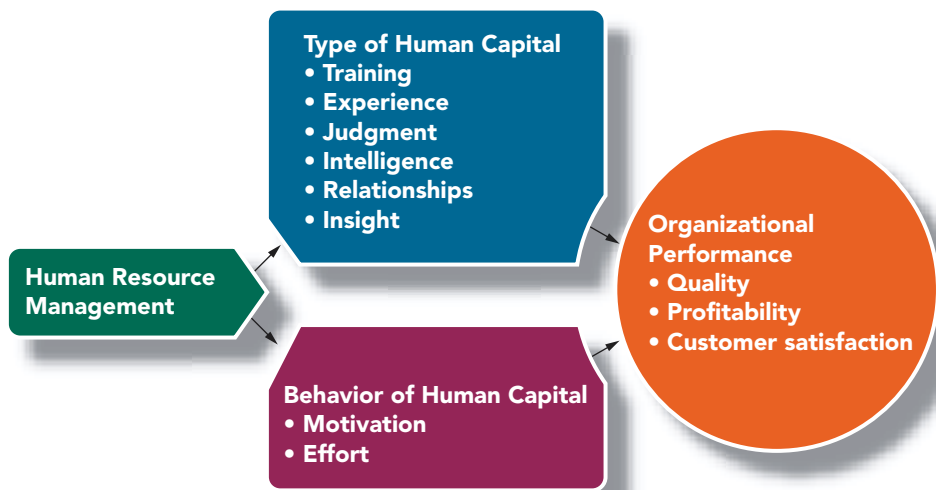 Human Resource
Management
Type of Human Capital
• Training
• Experience
• Judgment
• Intelligence
• Relationships
• Insight
Behavior of Human Capital
• Motivation
• Effort
Organizational
Performance
• Quality
• Profitability
• Customer satisfaction